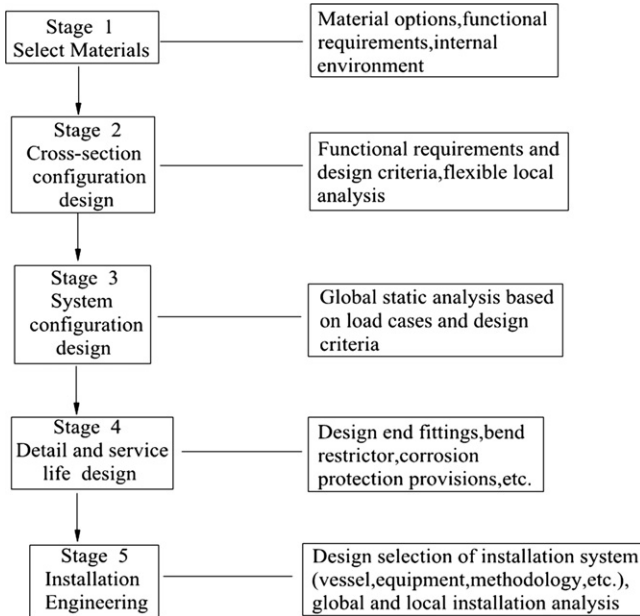 Stage 1
Select Materials
Material options,functional
requirements,internal
environment
Stage 2
Cross-section
configuration
design
Functional requirements and
design criteria,flexible local
analysis
Stage 3
System
configuration
design
Global static analysis based
on load cases and design
criteria
Stage 4
Detail and service
life design
Design end fittings,bend
restrictor,corrosion
protection provisions,etc.
Stage 5
Installation
Engineering
Design selection of installation system
(vessel,equipment,methodology,etc.),
global and local installation analysis